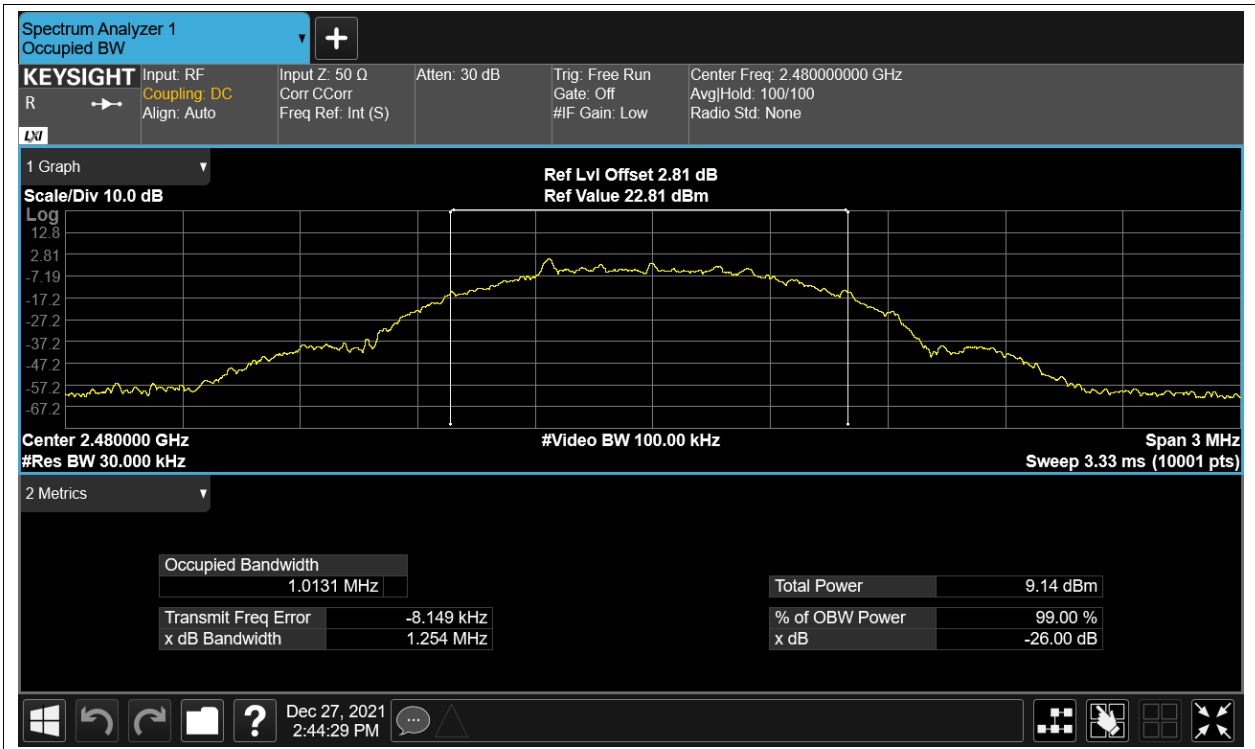 Spectrum Analyzer 1
Occupied BW
KEYSIGHT
R
LXI
Input: RF
Coupling: DC
Align: Auto
Input Z: 50 Ω
Corr CCorr
Freq Ref: Int (S)
Atten: 30 dB
Trig: Free Run
Gate: Off
#IF Gain: Low
Center Freq: 2.480000000 GHz
Avg|Hold: 100/100
Radio Std: None
1 Graph
Scale/Div 10.0 dB
Ref Lvl Offset 2.81 dB
Ref Value 22.81 dBm
Log
12.8
2.81
-7.19
-17.2
-27.2
-37.2
-47.2
-57.2
-67.2
Center 2.480000 GHz
#Video BW 100.00 kHz
Span 3 MHz
#Res BW 30.000 kHz
Sweep 3.33 ms (10001 pts)
2 Metrics
Occupied Bandwidth
1.0131 MHz
Total Power 9.14 dBm
Transmit Freq Error -8.149 kHz
% of OBW Power 99.00 %
x dB Bandwidth 1.254 MHz
x dB -26.00 dB
?
Dec 27, 2021
2:44:29 PM